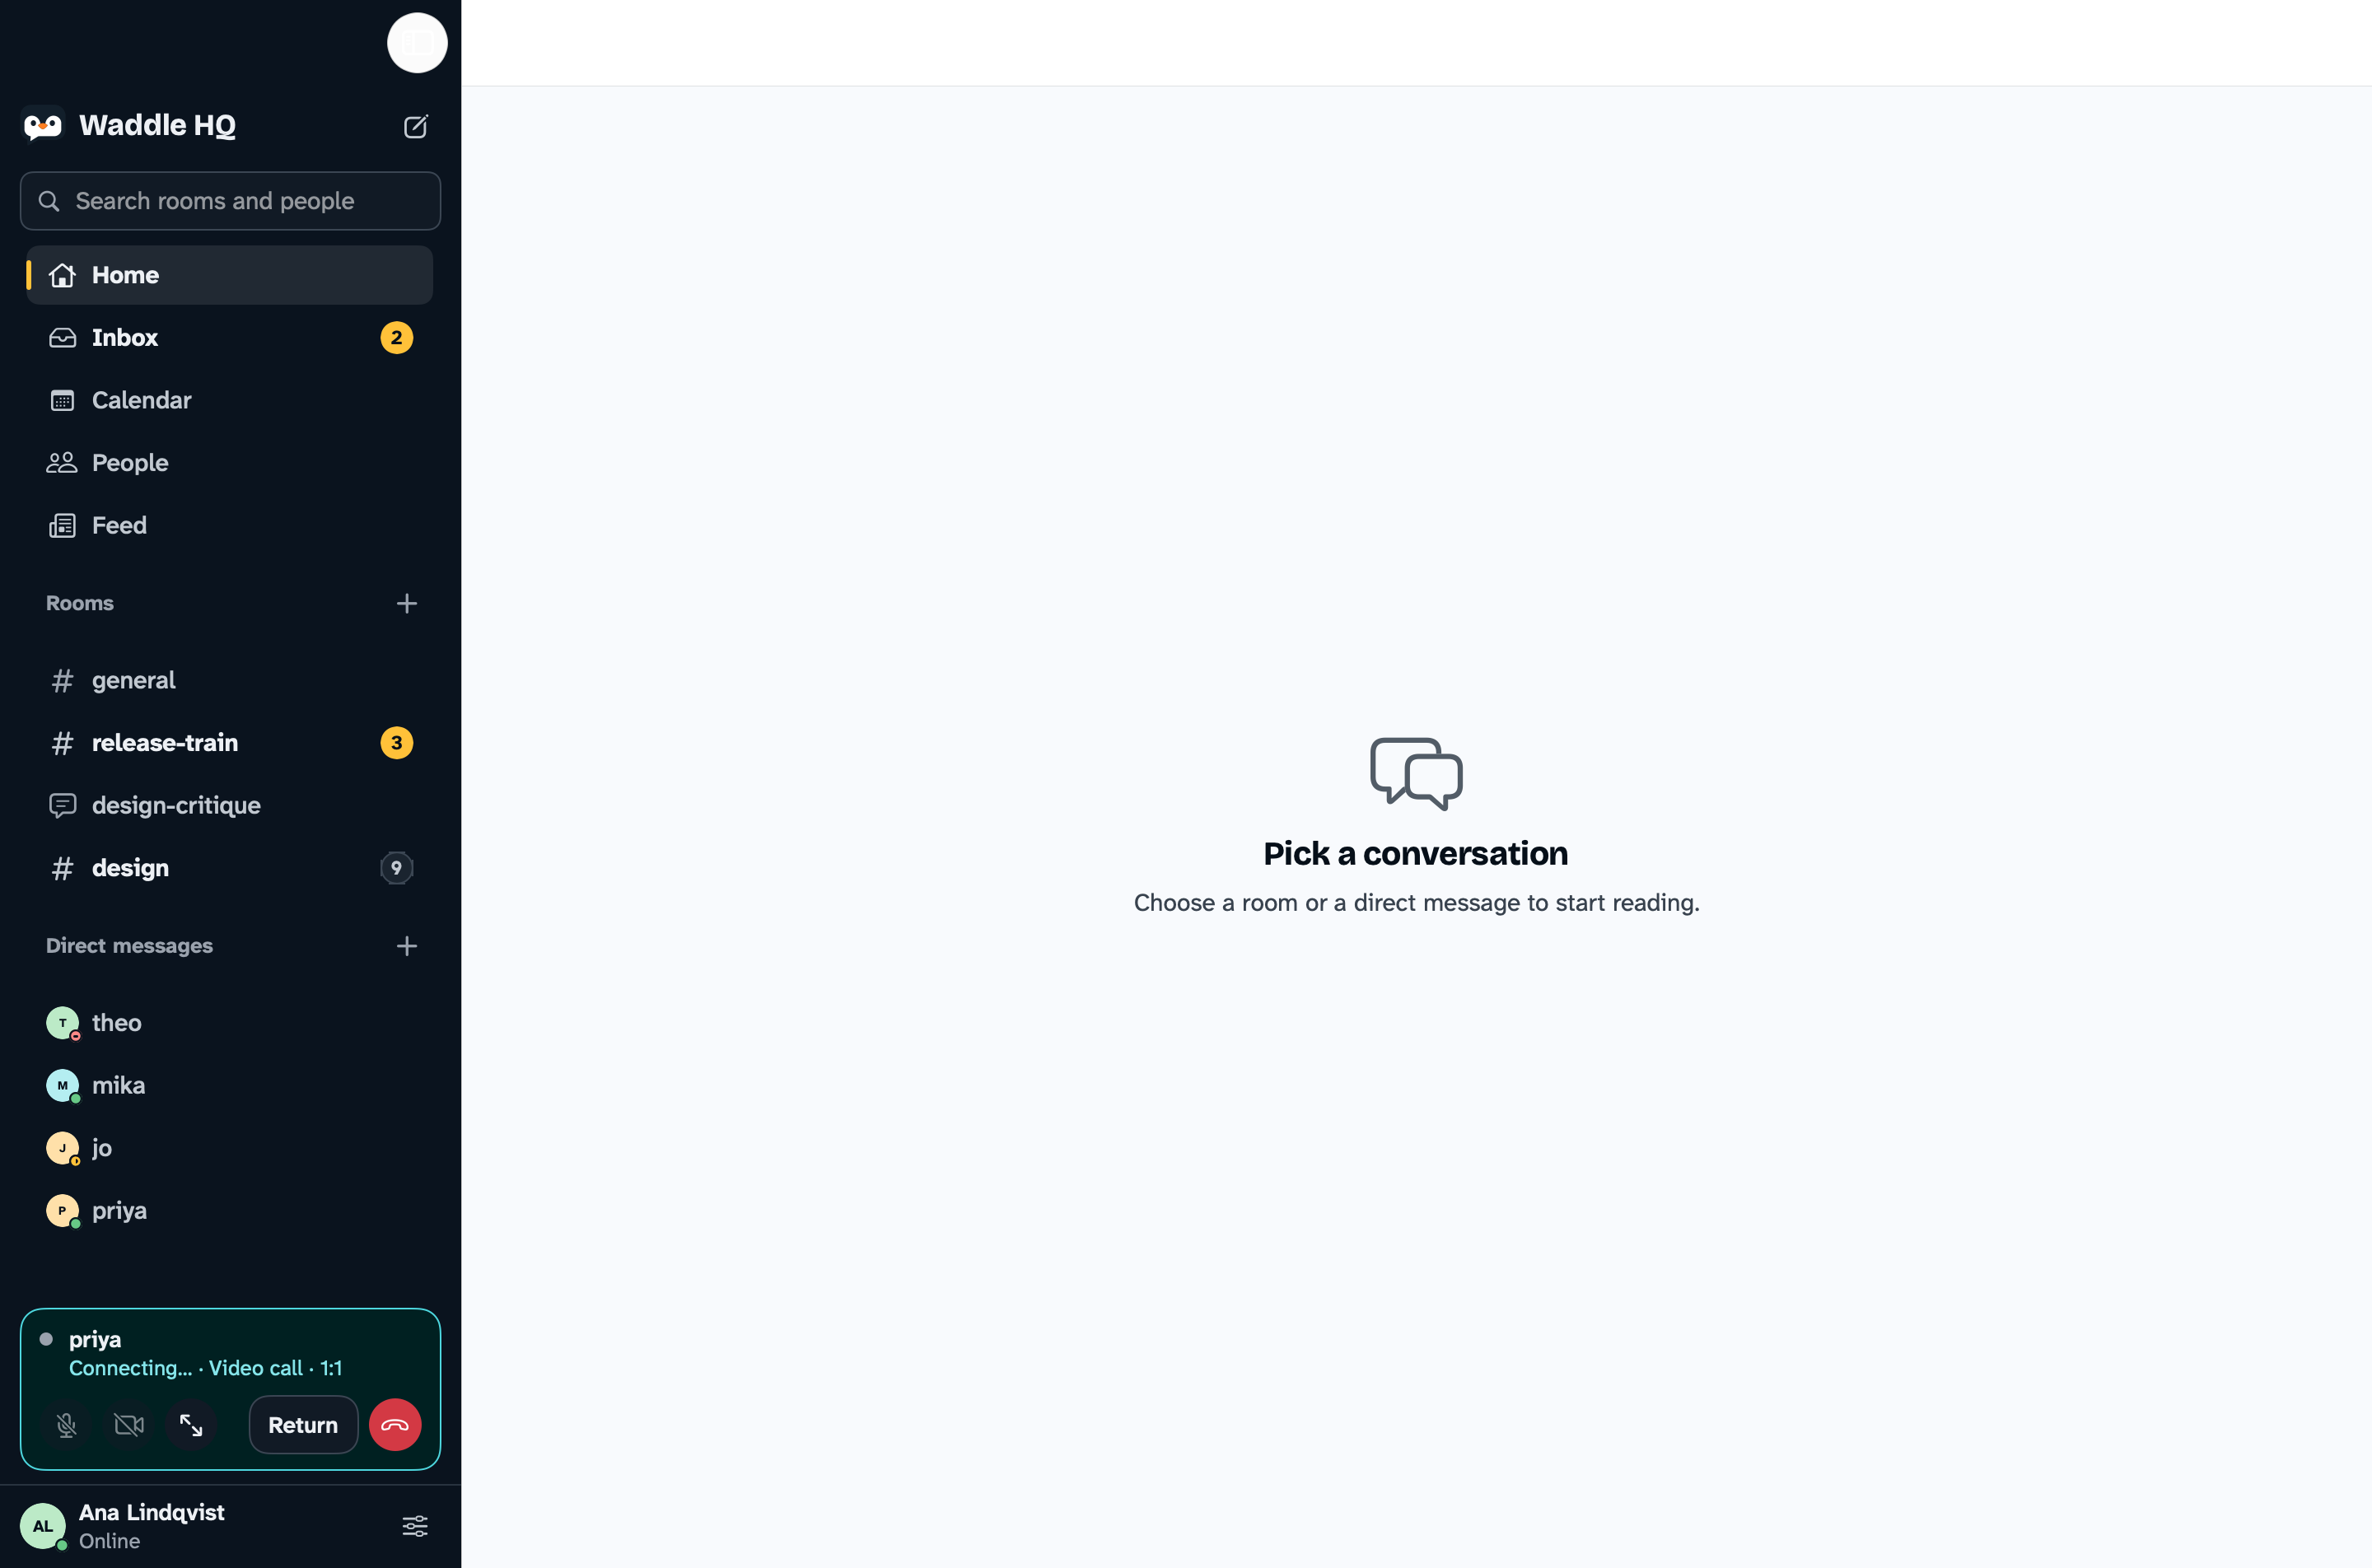 Waddle HQ
Search rooms and people
Home
Inbox 2
Calendar
People
Feed
Rooms
general
release-train 3
design-critique
design 9
Direct messages
T theo
M mika
J jo
P priya
priya
Connecting... · Video call · 1:1
Return
AL Ana Lindqvist
Online
Pick a conversation
Choose a room or a direct message to start reading.